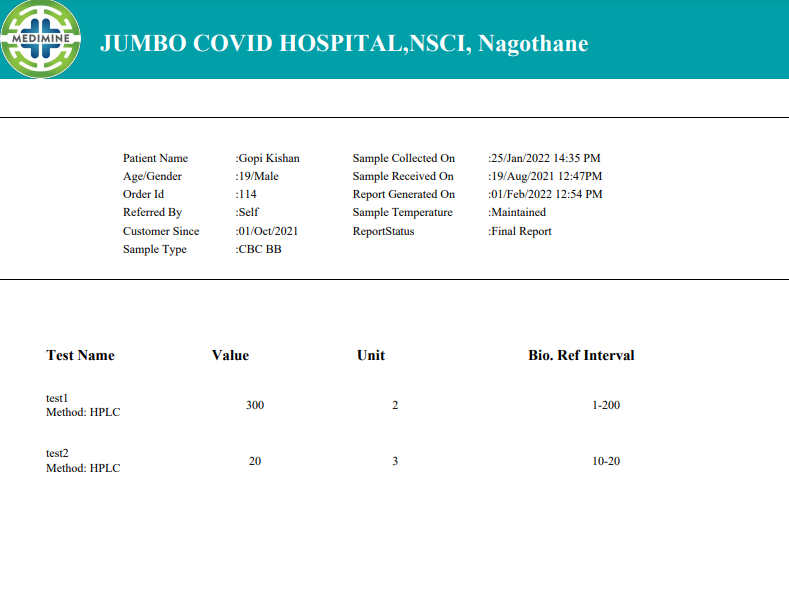 MEDIMINE
JUMBO COVID HOSPITAL,NSCI, Nagothane
Patient Name :Gopi Kishan Sample Collected On :25/Jan/2022 14:35 PM
Age/Gender :19/Male Sample Received On :19/Aug/2021 12:47PM
Order Id :114 Report Generated On :01/Feb/2022 12:54 PM
Referred By :Self Sample Temperature :Maintained
Customer Since :01/Oct/2021 ReportStatus :Final Report
Sample Type :CBC BB
Test Name Value Unit Bio. Ref Interval
test1
Method: HPLC 300 2 1-200
test2
Method: HPLC 20 3 10-20